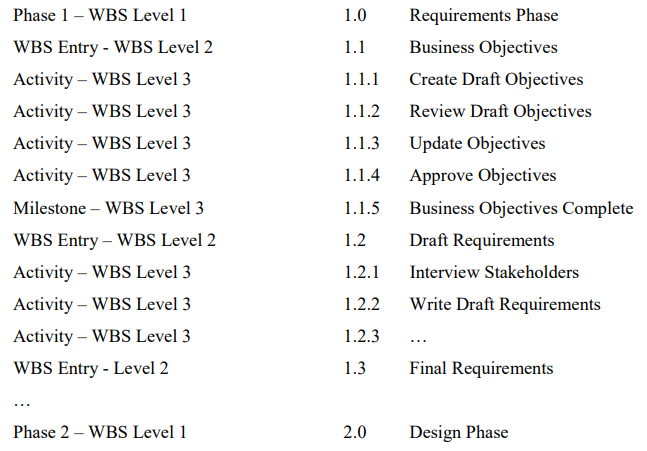 Phase 1 – WBS Level 1 1.0 Requirements Phase
WBS Entry - WBS Level 2 1.1 Business Objectives
Activity – WBS Level 3 1.1.1 Create Draft Objectives
Activity – WBS Level 3 1.1.2 Review Draft Objectives
Activity – WBS Level 3 1.1.3 Update Objectives
Activity – WBS Level 3 1.1.4 Approve Objectives
Milestone – WBS Level 3 1.1.5 Business Objectives Complete
WBS Entry – WBS Level 2 1.2 Draft Requirements
Activity – WBS Level 3 1.2.1 Interview Stakeholders
Activity – WBS Level 3 1.2.2 Write Draft Requirements
Activity – WBS Level 3 1.2.3 …
WBS Entry - Level 2 1.3 Final Requirements
…
Phase 2 – WBS Level 1 2.0 Design Phase